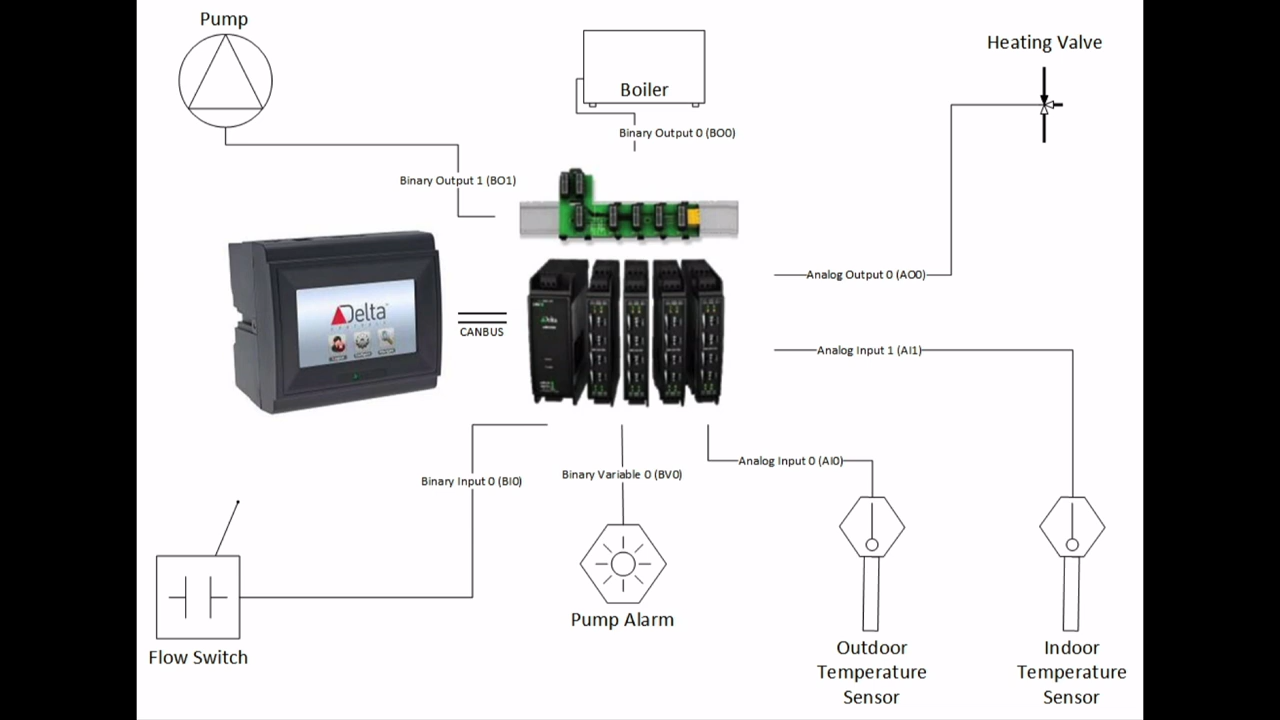 Pump
Heating Valve
Boiler
Binary Output 0 (BO0)
Binary Output 1 (BO1)
Analog Output 0 (AO0)
Delta
CANBUS
Analog Input 1 (AI1)
Analog Input 0 (AI0)
Binary Variable 0 (BV0)
Binary Input 0 (BI0)
Pump Alarm
Flow Switch
Outdoor
Temperature
Sensor
Indoor
Temperature
Sensor